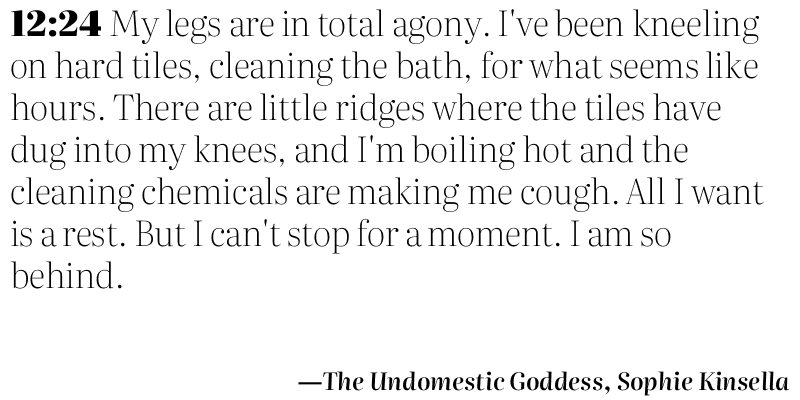 12:24 My legs are in total agony. I've been kneeling
on hard tiles, cleaning the bath, for what seems like
hours. There are little ridges where the tiles have
dug into my knees, and I'm boiling hot and the
cleaning chemicals are making me cough. All I want
is a rest. But I can't stop for a moment. I am so
behind.
—The Undomestic Goddess, Sophie Kinsella